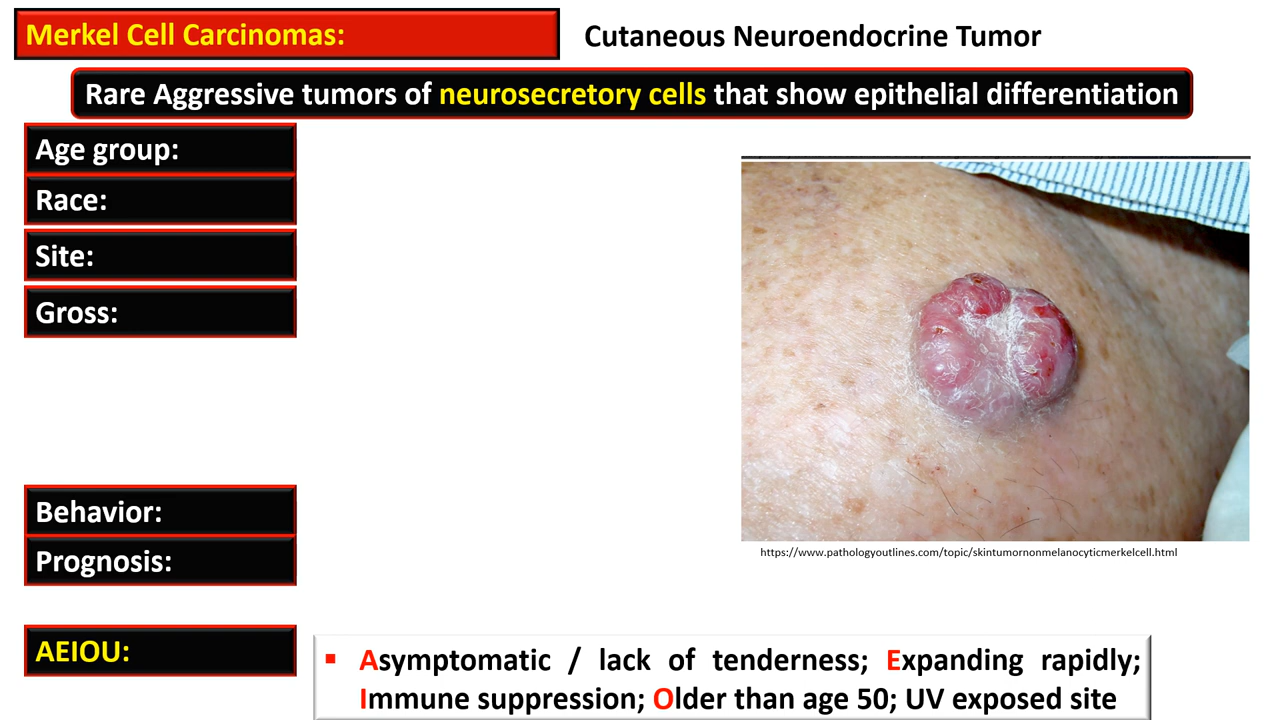 Merkel Cell Carcinomas:
Cutaneous Neuroendocrine Tumor
Rare Aggressive tumors of neurosecretory cells that show epithelial differentiation
Age group:
Race:
Site:
Gross:
https://www.pathologyoutlines.com/topic/skintumornonmelanocyticmerkelcell.html
Behavior:
Prognosis:
AEIOU:
▪ Asymptomatic / lack of tenderness; Expanding rapidly;
Immune suppression; Older than age 50; UV exposed site